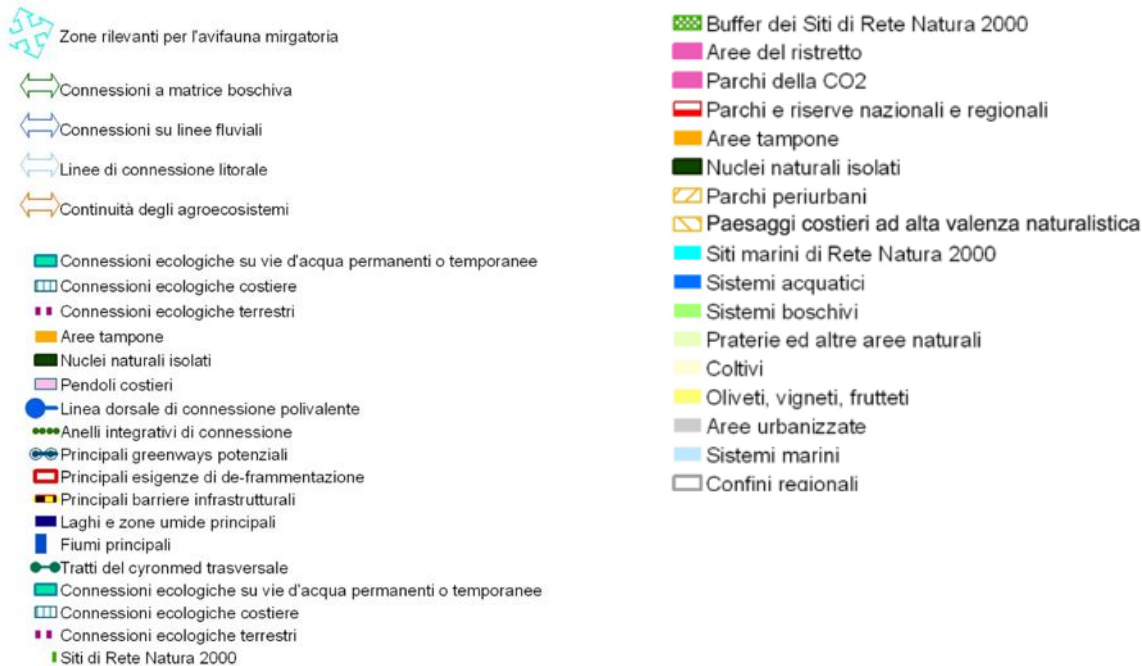 Zone rilevanti per l'avifauna mirgatoria
Connessioni a matrice boschiva
Connessioni su linee fluviali
Linee di connessione litorale
Continuità degli agroecosistemi
Connessioni ecologiche su vie d'acqua permanenti o temporanee
Connessioni ecologiche costiere
Connessioni ecologiche terrestri
Aree tampone
Nuclei naturali isolati
Pendoli costieri
Linea dorsale di connessione polivalente
Anelli integrativi di connessione
Principali greenways potenziali
Principali esigenze di de-frammentazione
Principali barriere infrastrutturali
Laghi e zone umide principali
Fiumi principali
Tratti del cyronmed trasversale
Connessioni ecologiche su vie d'acqua permanenti o temporanee
Connessioni ecologiche costiere
Connessioni ecologiche terrestri
Siti di Rete Natura 2000
Buffer dei Siti di Rete Natura 2000
Aree del ristretto
Parchi della CO2
Parchi e riserve nazionali e regionali
Aree tampone
Nuclei naturali isolati
Parchi periurbani
Paesaggi costieri ad alta valenza naturalistica
Siti marini di Rete Natura 2000
Sistemi acquatici
Sistemi boschivi
Praterie ed altre aree naturali
Coltivi
Oliveti, vigneti, frutteti
Aree urbanizzate
Sistemi marini
Confini regionali